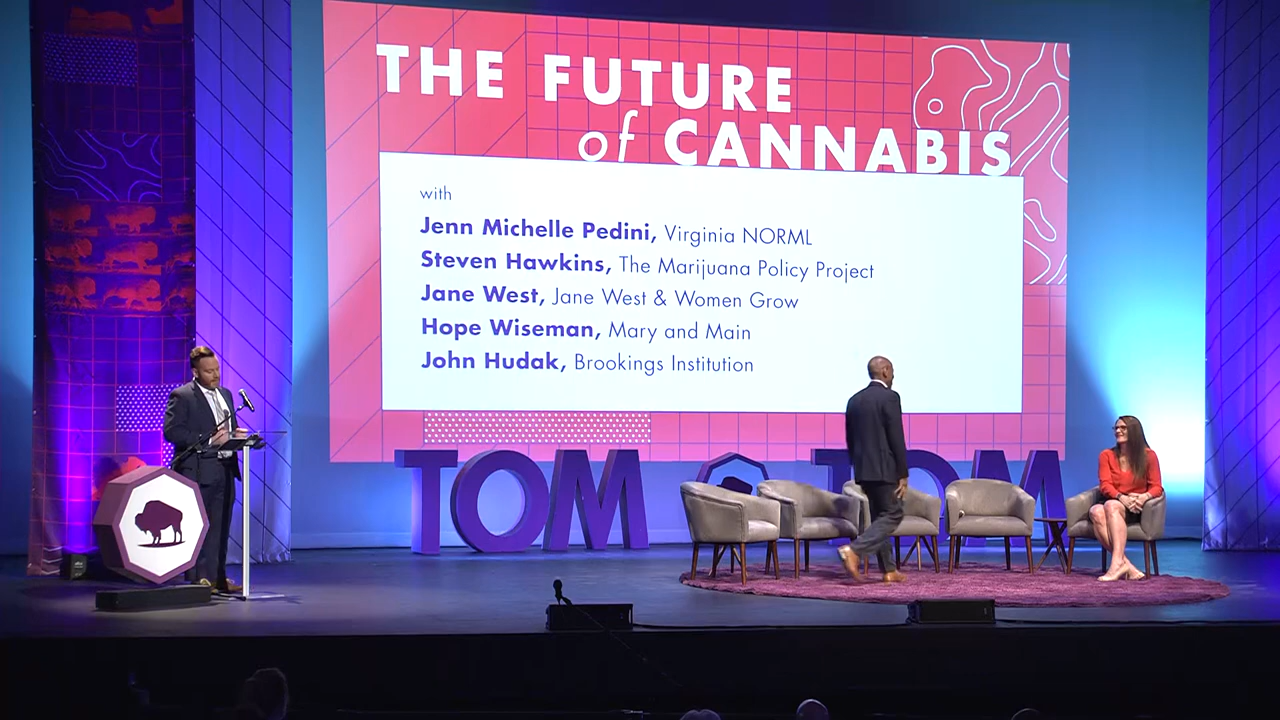 THE FUTURE
of CANNABIS
with
Jenn Michelle Pedini, Virginia NORML
Steven Hawkins, The Marijuana Policy Project
Jane West, Jane West & Women Grow
Hope Wiseman, Mary and Main
John Hudak, Brookings Institution
TOM TOM